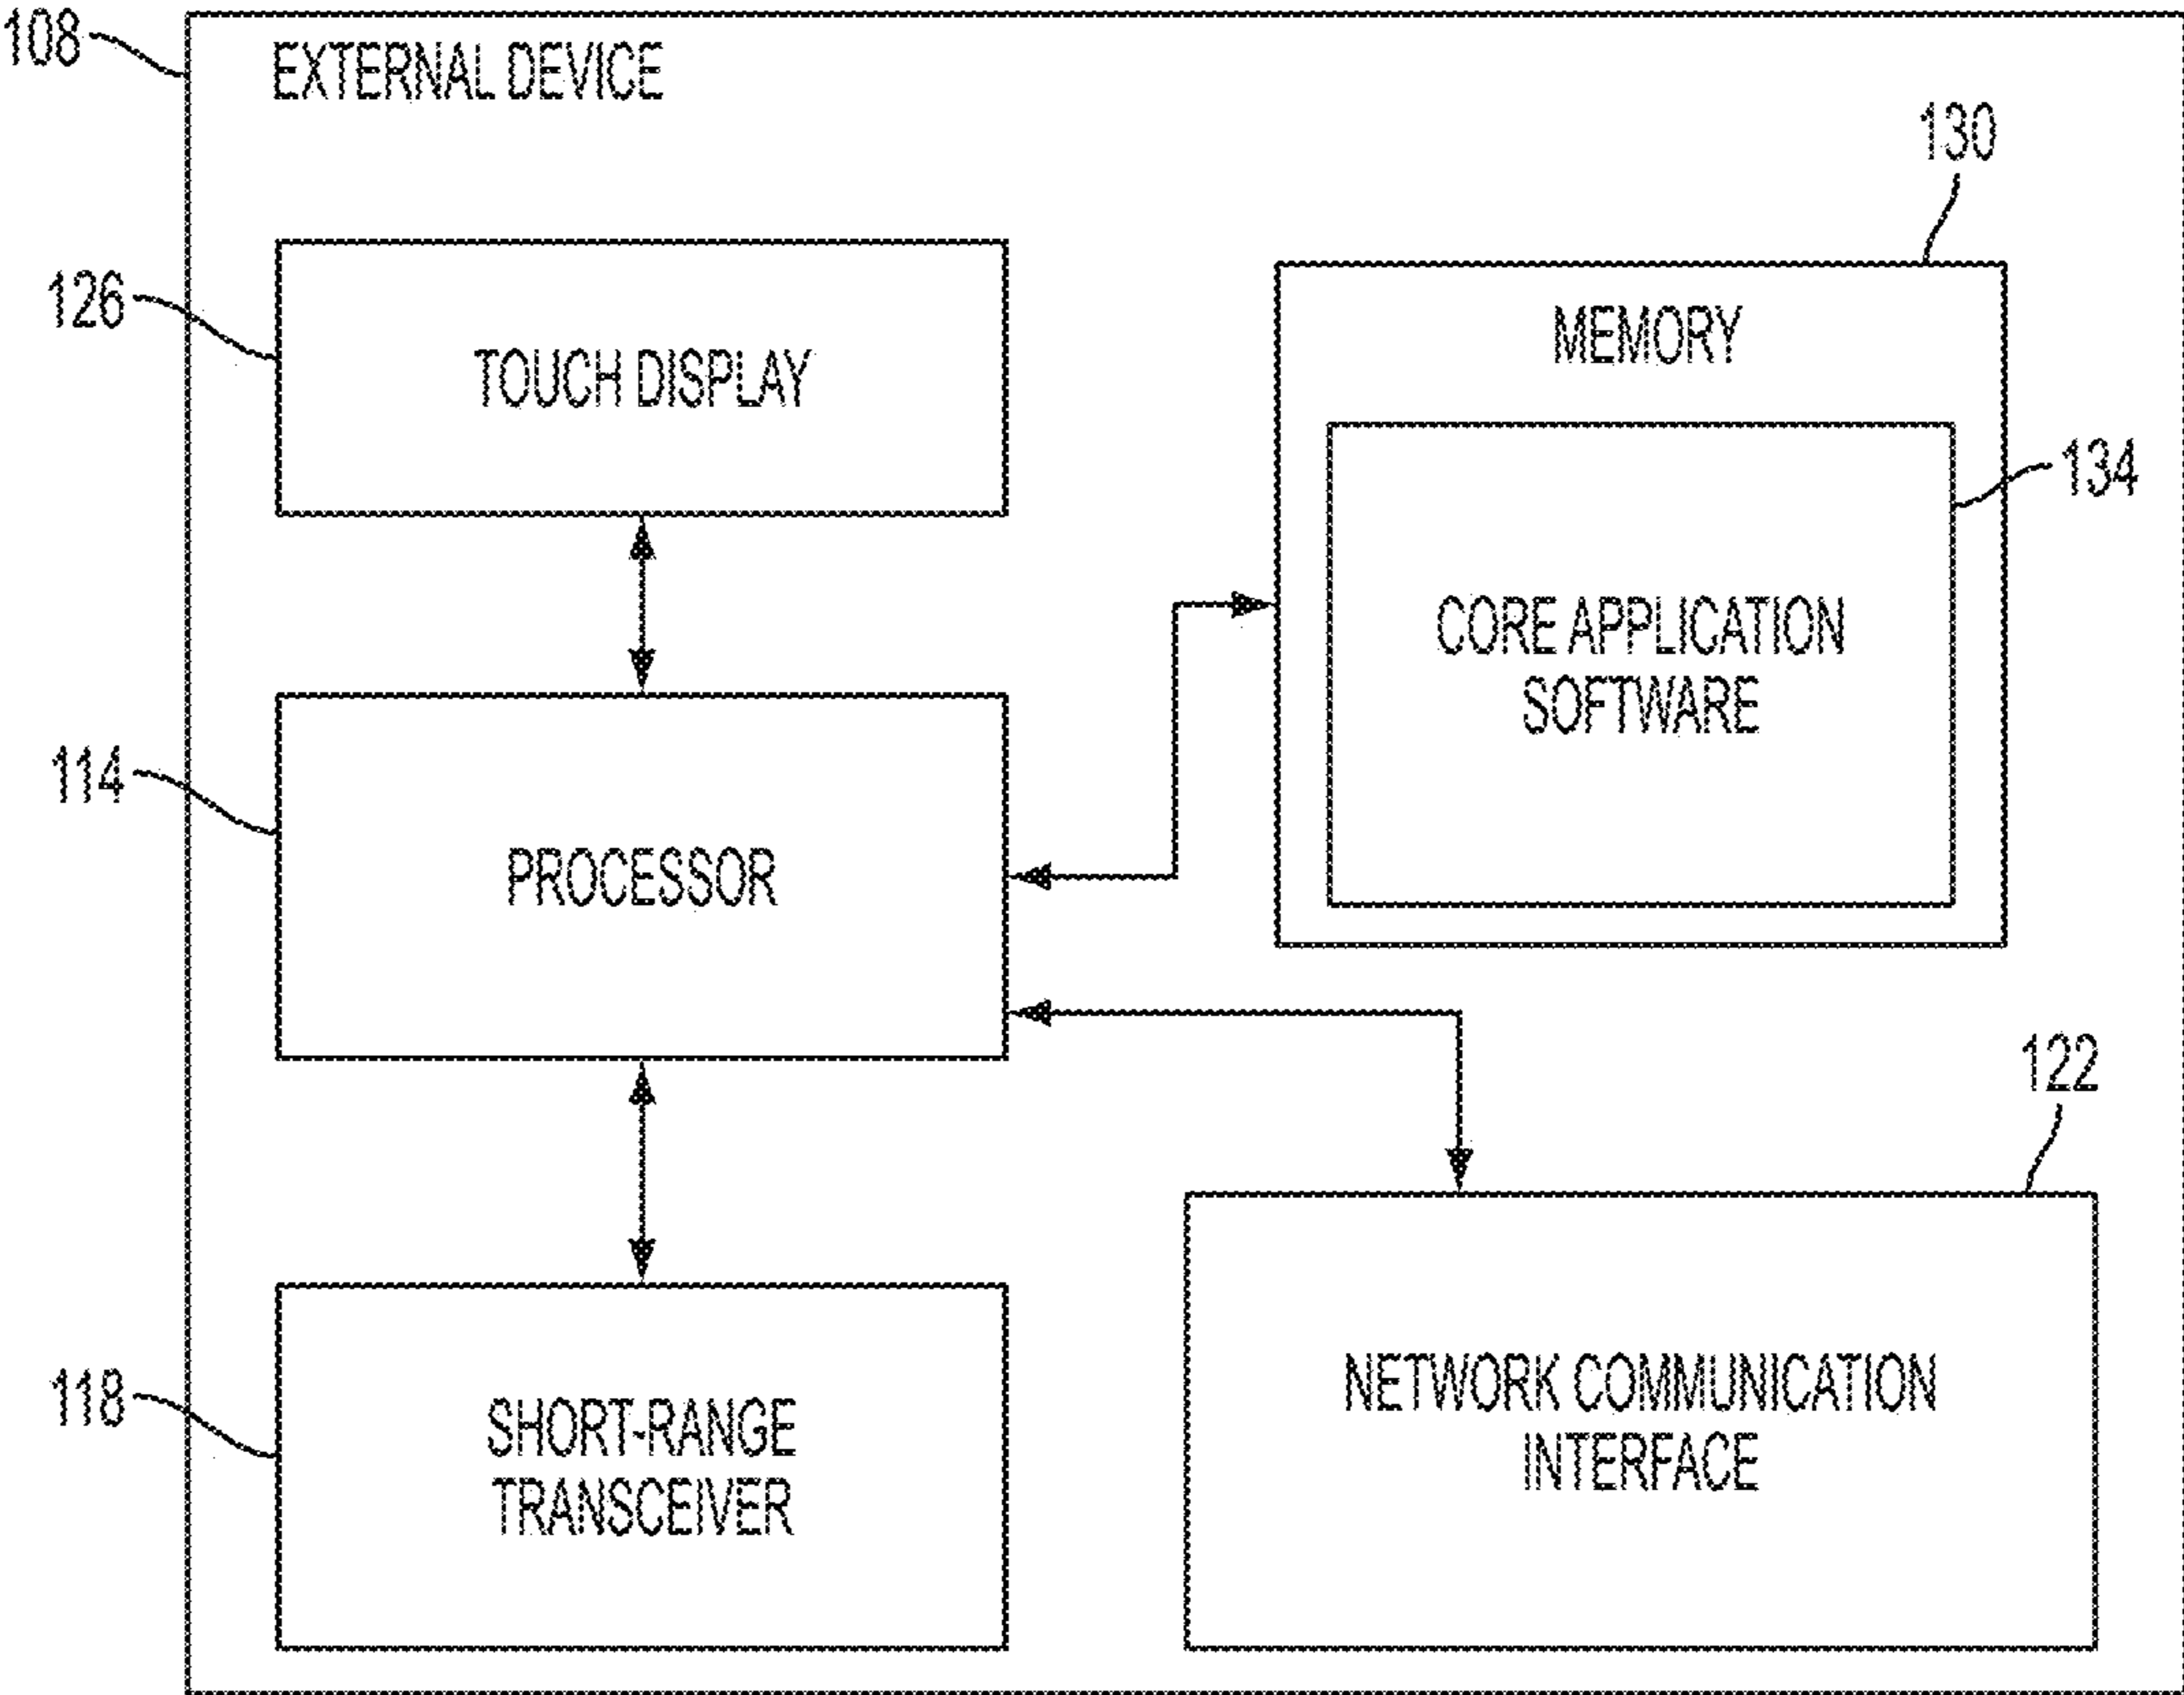 108
EXTERNAL DEVICE
130
126
TOUCH DISPLAY
MEMORY
134
CORE APPLICATION
SOFTWARE
114
PROCESSOR
122
118
SHORT-RANGE
TRANSCEIVER
NETWORK COMMUNICATION
INTERFACE